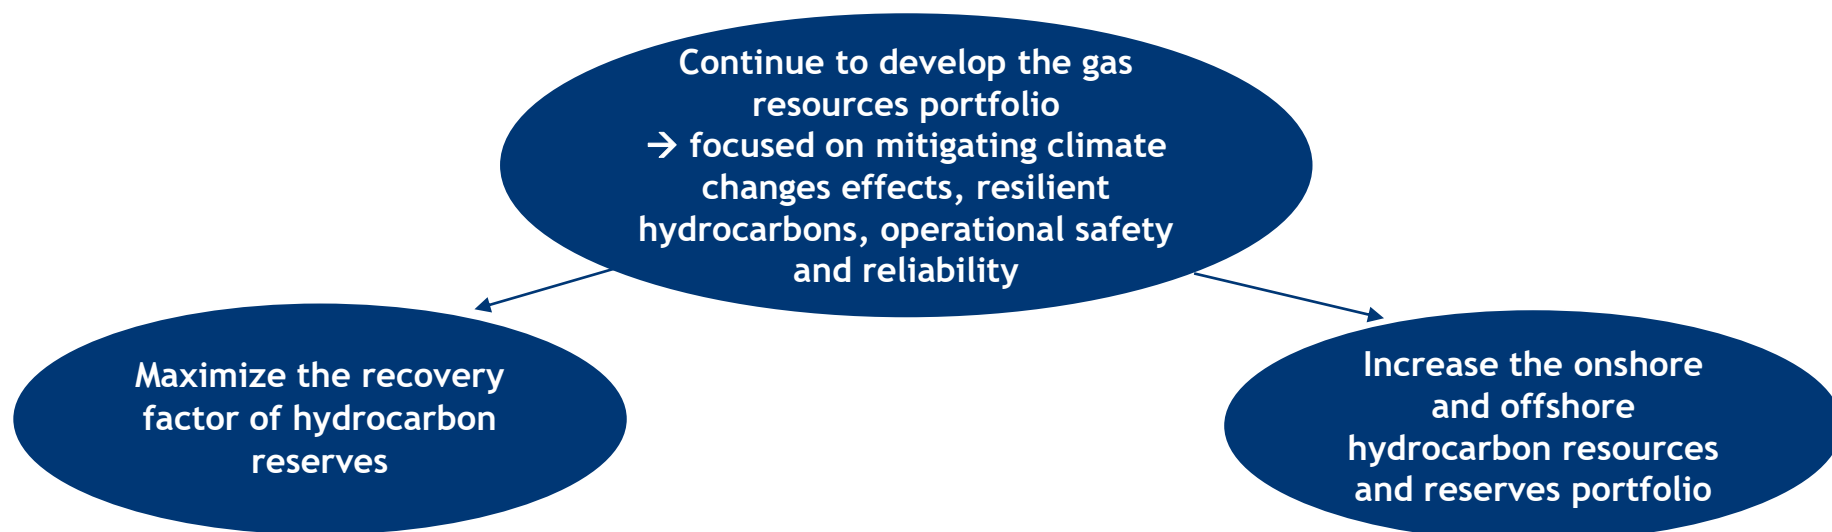 Continue to develop the gas
resources portfolio
→ focused on mitigating climate
changes effects, resilient
hydrocarbons, operational safety
and reliability
Maximize the recovery
factor of hydrocarbon
reserves
Increase the onshore
and offshore
hydrocarbon resources
and reserves portfolio